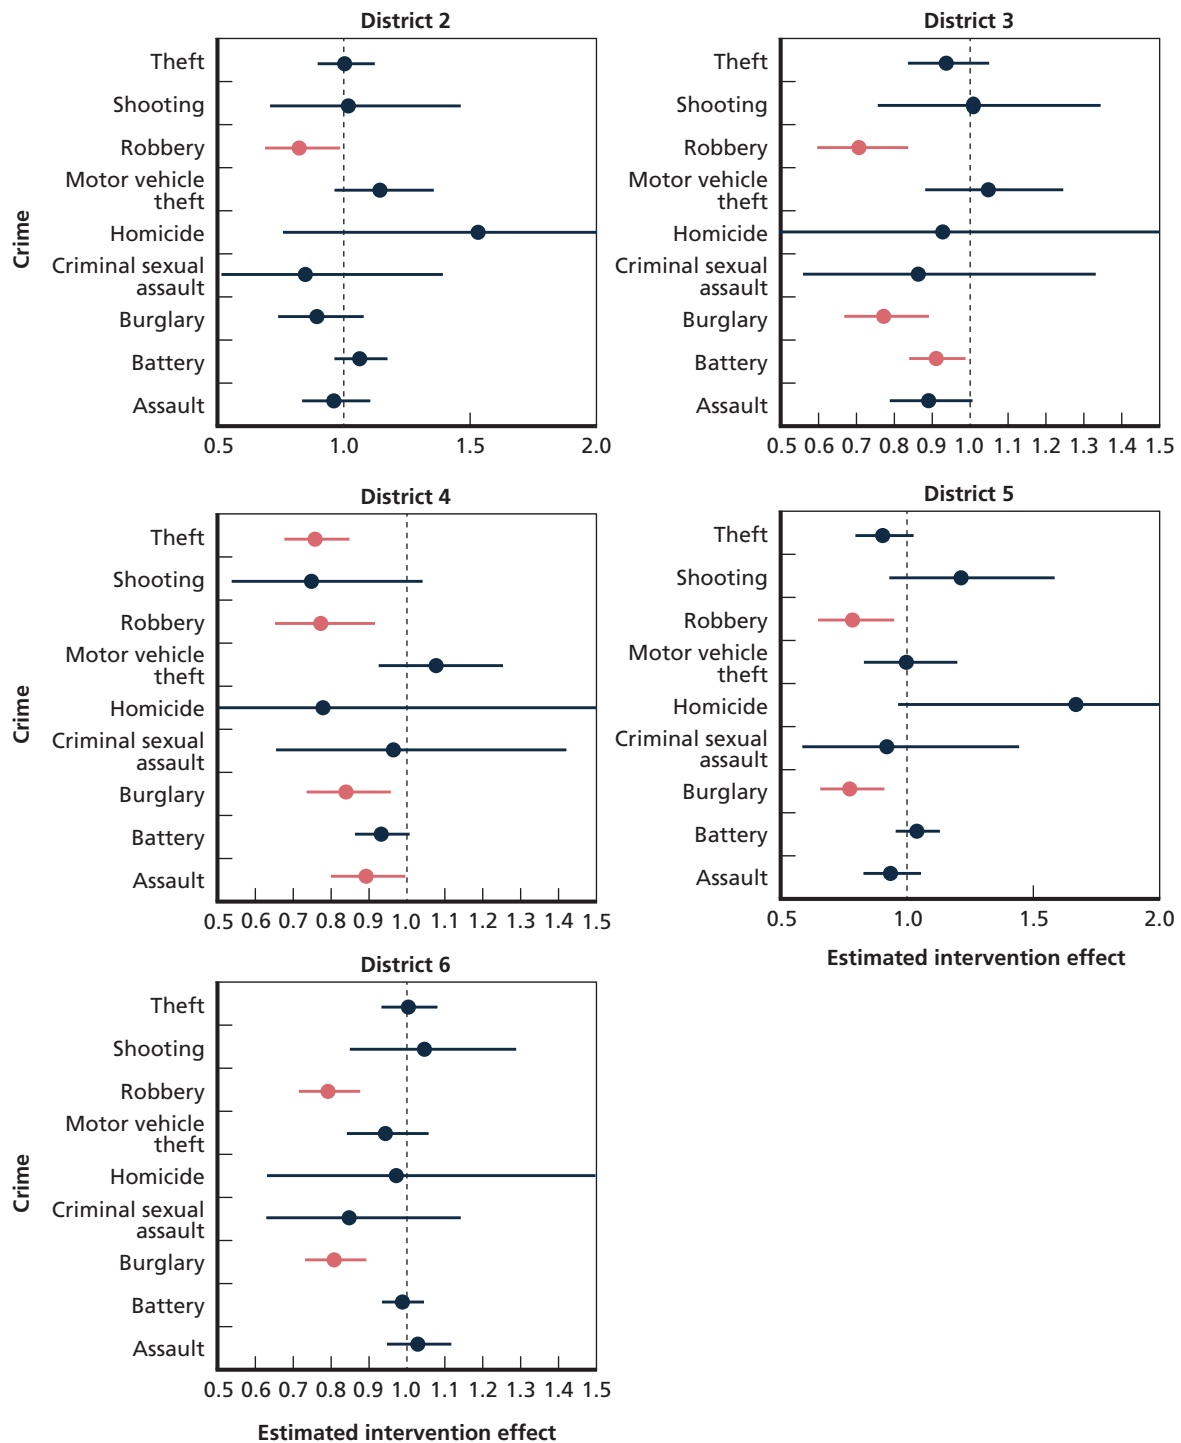 District 2
Crime
Theft
Shooting
Robbery
Motor vehicle
theft
Homicide
Criminal sexual
assault
Burglary
Battery
Assault
0.5 1.0 1.5 2.0
District 3
Theft
Shooting
Robbery
Motor vehicle
theft
Homicide
Criminal sexual
assault
Burglary
Battery
Assault
0.5 0.6 0.7 0.8 0.9 1.0 1.1 1.2 1.3 1.4 1.5
District 4
Crime
Theft
Shooting
Robbery
Motor vehicle
theft
Homicide
Criminal sexual
assault
Burglary
Battery
Assault
0.5 0.6 0.7 0.8 0.9 1.0 1.1 1.2 1.3 1.4 1.5
District 5
Theft
Shooting
Robbery
Motor vehicle
theft
Homicide
Criminal sexual
assault
Burglary
Battery
Assault
0.5 1.0 1.5 2.0
Estimated intervention effect
District 6
Crime
Theft
Shooting
Robbery
Motor vehicle
theft
Homicide
Criminal sexual
assault
Burglary
Battery
Assault
0.5 0.6 0.7 0.8 0.9 1.0 1.1 1.2 1.3 1.4 1.5
Estimated intervention effect